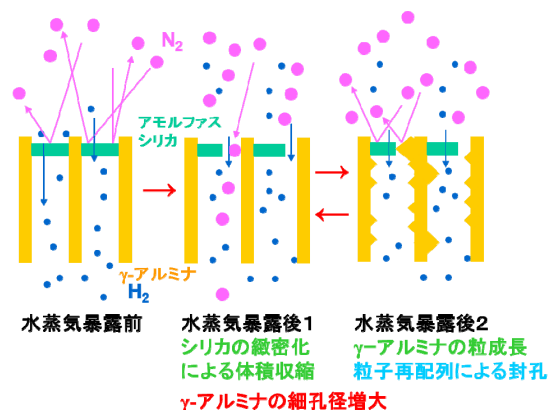 N2
アモルファス
シリカ
γ-アルミナ
H2
水蒸気暴露前
水蒸気暴露後1
シリカの緻密化
による体積収縮
水蒸気暴露後2
γーアルミナの粒成長
粒子再配列による封孔
γ-アルミナの細孔径増大